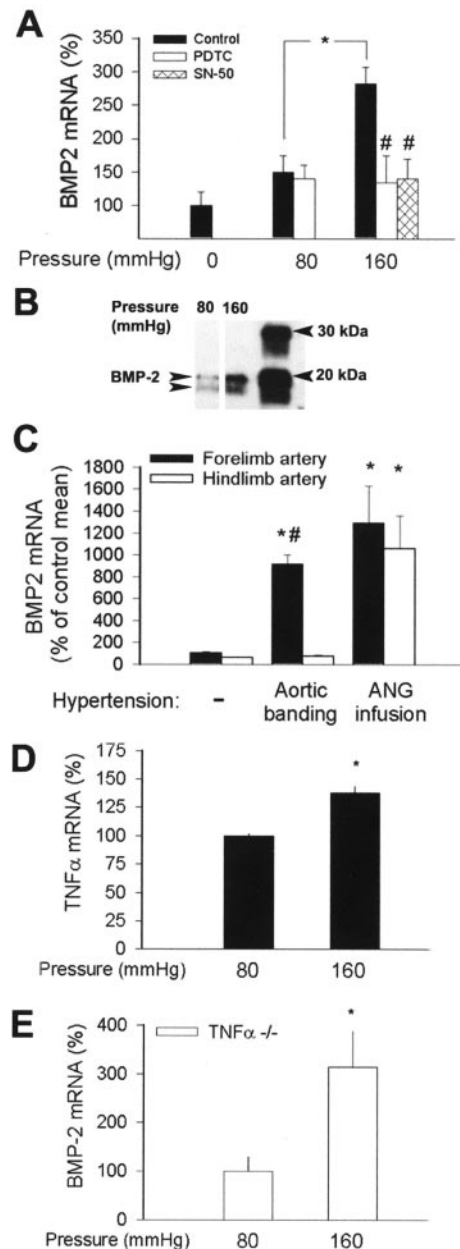 A
BMP2 mRNA (%)
350
300
250
200
150
100
Control
PDTC
SN-50
*
# #
Pressure (mmHg) 0 80 160
B
Pressure 80 160
(mmHg)
30 kDa
BMP-2
20 kDa
C
BMP2 mRNA
(% of control mean)
1800
1600
1400
1200
1000
800
600
400
200
0
Forelimb artery
Hindlimb artery
*#
* *
Hypertension: - Aortic banding ANG infusion
D
TNFα mRNA (%)
175
150
125
100
75
50
25
0
*
Pressure (mmHg) 80 160
E
BMP-2 mRNA (%)
400
300
200
100
0
TNFα -/-
*
Pressure (mmHg) 80 160